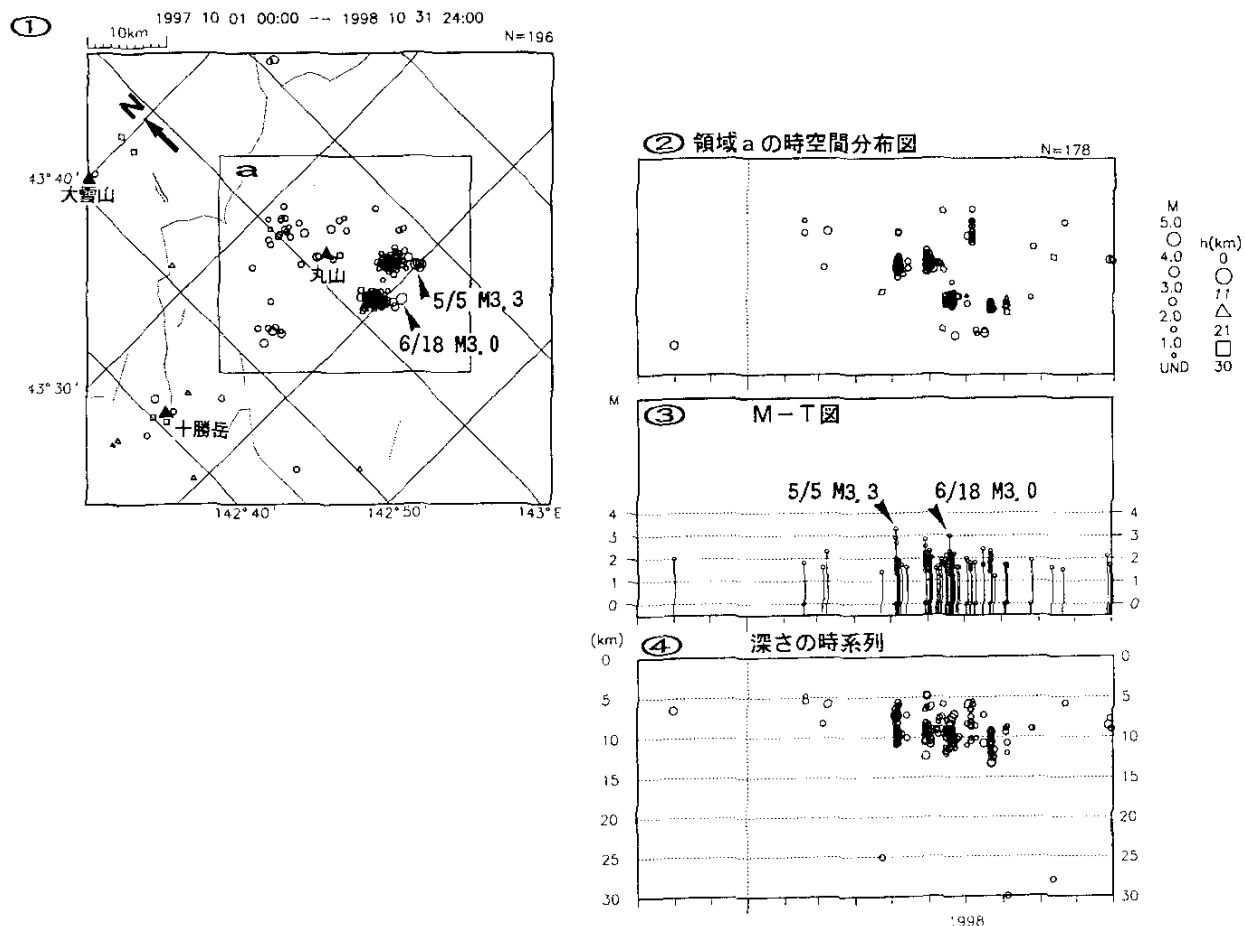 ①
1997 10 01 00:00 -- 1998 10 31 24:00
10km
N=196
N
a
43°40'
大雪山
丸山
5/5 M3.3
6/18 M3.0
43°30'
十勝岳
142°40'
142°50'
143°E
② 領域aの時空間分布図
N=178
M
5.0
4.0
3.0
2.0
1.0
UND
h(km)
0
11
21
30
③ M-T図
M
5/5 M3.3
6/18 M3.0
4
3
2
1
0
4
3
2
1
0
④ 深さの時系列
(km)
0
5
10
15
20
25
30
0
5
10
15
20
25
30
1998